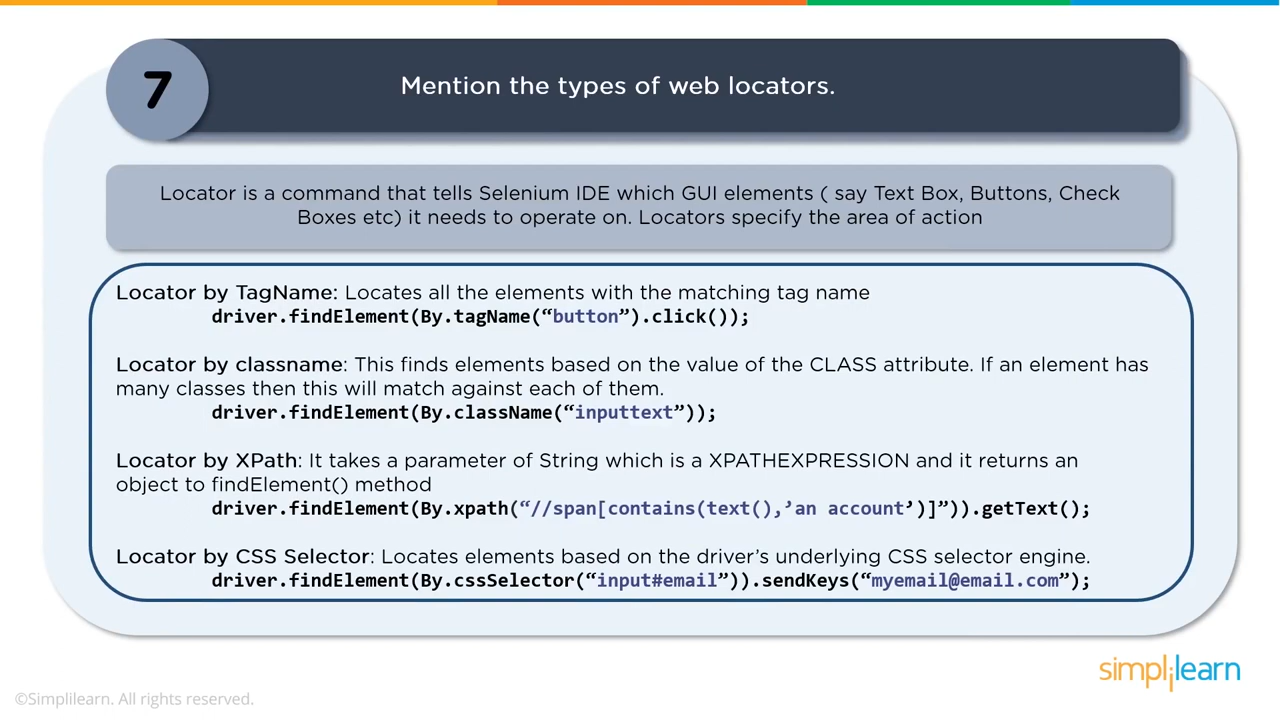 7
Mention the types of web locators.
Locator is a command that tells Selenium IDE which GUI elements ( say Text Box, Buttons, Check
Boxes etc) it needs to operate on. Locators specify the area of action
Locator by TagName: Locates all the elements with the matching tag name
driver.findElement(By.tagName(“button”).click());
Locator by classname: This finds elements based on the value of the CLASS attribute. If an element has
many classes then this will match against each of them.
driver.findElement(By.className(“inputtext”));
Locator by XPath: It takes a parameter of String which is a XPATHEXPRESSION and it returns an
object to findElement() method
driver.findElement(By.xpath(“//span[contains(text(),’an account’)]”)).getText();
Locator by CSS Selector: Locates elements based on the driver’s underlying CSS selector engine.
driver.findElement(By.cssSelector(“input#email”)).sendKeys(“myemail@email.com”);
simplilearn
©Simplilearn. All rights reserved.